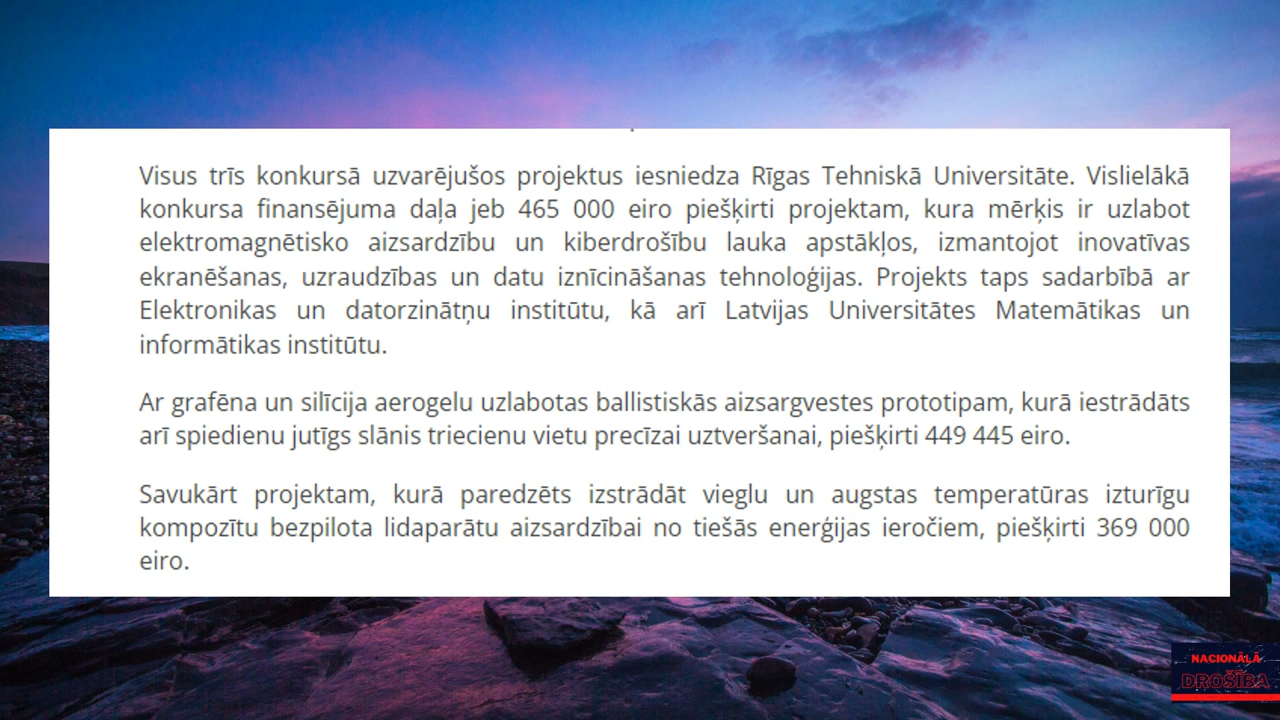 Visus trīs konkursā uzvarējušos projektus iesniedza Rīgas Tehniskā Universitāte. Vislielākā
konkursa finansējuma daļa jeb 465 000 eiro piešķirti projektam, kura mērķis ir uzlabot
elektromagnētisko aizsardzību un kiberdrošību lauka apstākļos, izmantojot inovatīvas
ekranēšanas, uzraudzības un datu iznīcināšanas tehnoloģijas. Projekts taps sadarbībā ar
Elektronikas un datorzinātņu institūtu, kā arī Latvijas Universitātes Matemātikas un
informātikas institūtu.
Ar grafēna un silīcija aerogelu uzlabotas ballistiskās aizsargvestes prototipam, kurā iestrādāts
arī spiedienu jutīgs slānis triecienu vietu precīzai uztveršanai, piešķirti 449 445 eiro.
Savukārt projektam, kurā paredzēts izstrādāt vieglu un augstas temperatūras izturīgu
kompozītu bezpilota lidaparātu aizsardzībai no tiešās enerģijas ieročiem, piešķirti 369 000
eiro.
NACIONĀLĀ
DROŠĪBA